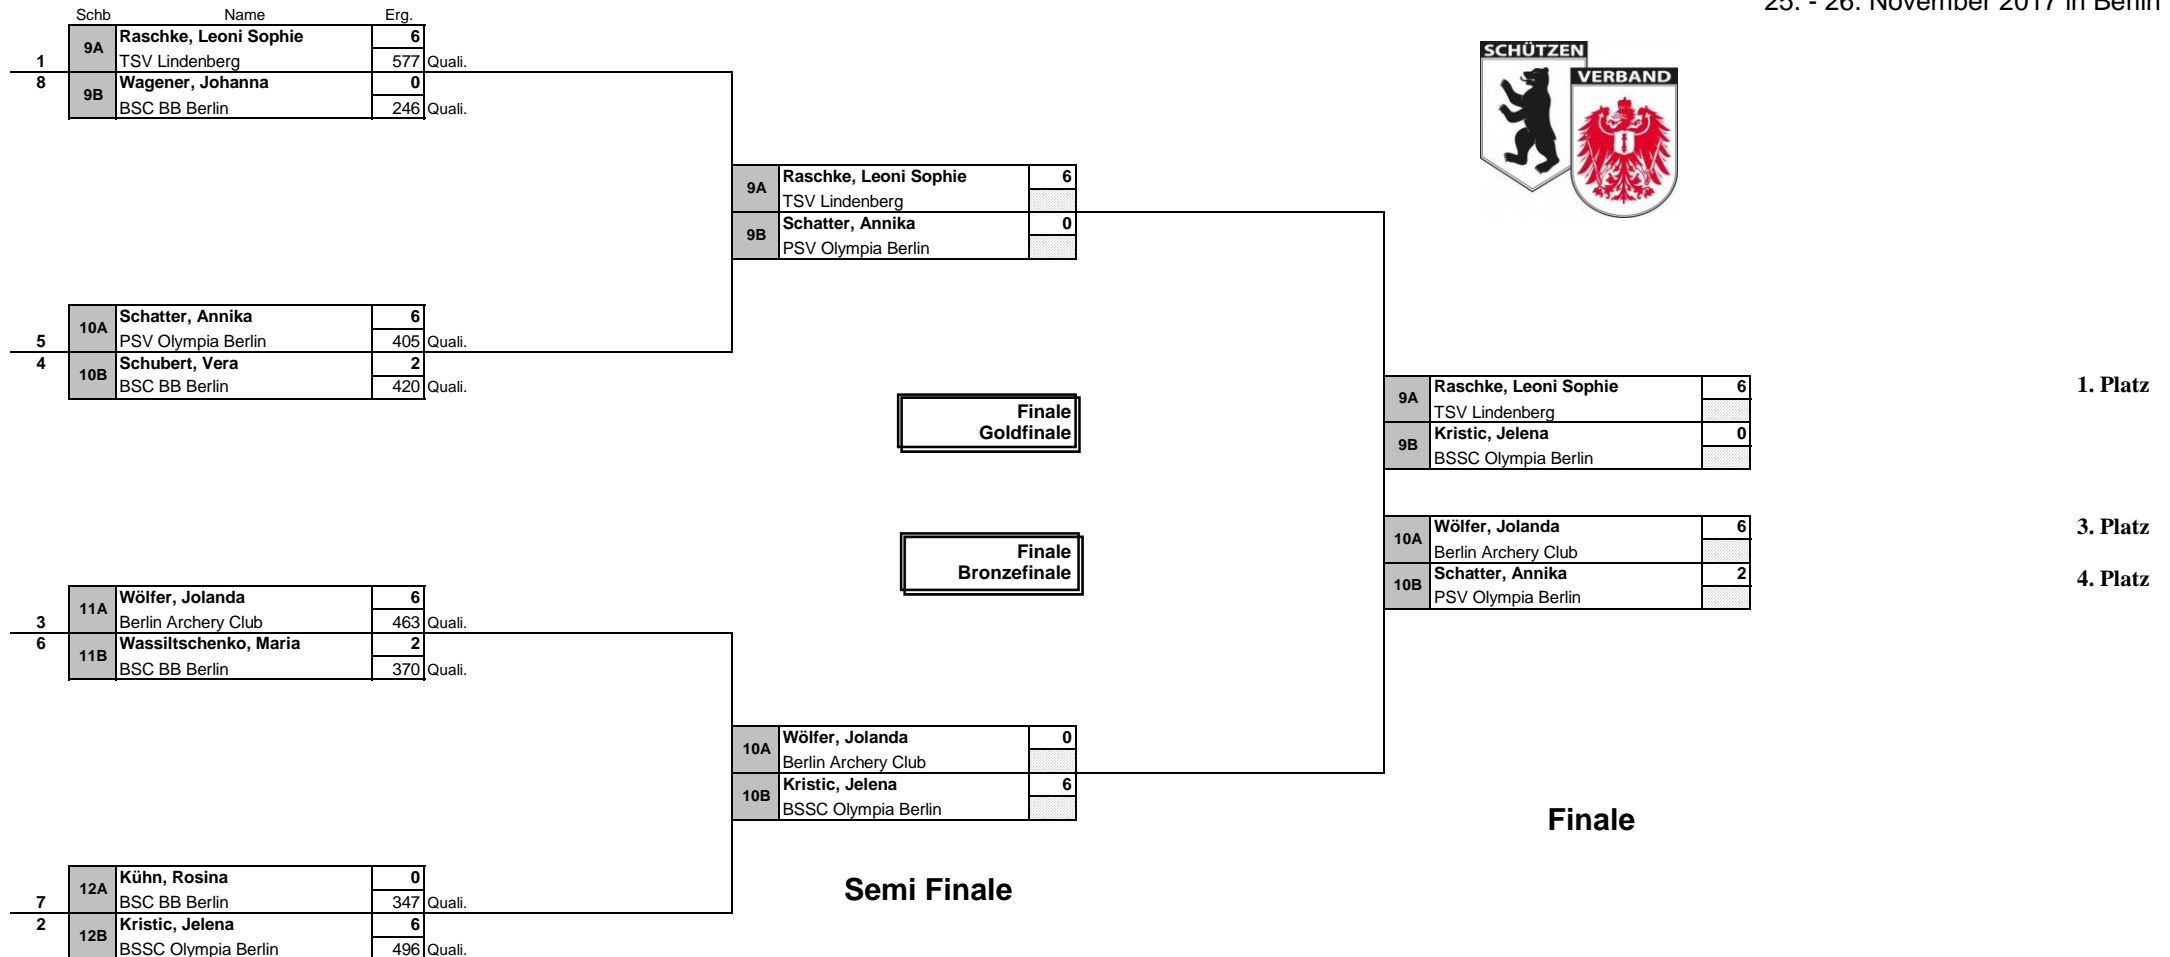 25. - 26. November 2017 in Berlin
Schb Name Erg.
9A Raschke, Leoni Sophie 6
1 TSV Lindenberg 577 Quali.
8 9B Wagener, Johanna 0
BSC BB Berlin 246 Quali.
SCHÜTZEN
VERBAND
9A Raschke, Leoni Sophie 6
TSV Lindenberg
9B Schatter, Annika 0
PSV Olympia Berlin
10A Schatter, Annika 6
5 PSV Olympia Berlin 405 Quali.
4 10B Schubert, Vera 2
BSC BB Berlin 420 Quali.
9A Raschke, Leoni Sophie 6 1. Platz
TSV Lindenberg
9B Kristic, Jelena 0
BSSC Olympia Berlin
Finale
Goldfinale
10A Wölfer, Jolanda 6 3. Platz
Berlin Archery Club
10B Schatter, Annika 2 4. Platz
PSV Olympia Berlin
Finale
Bronzefinale
11A Wölfer, Jolanda 6
3 Berlin Archery Club 463 Quali.
6 11B Wassiltschenko, Maria 2
BSC BB Berlin 370 Quali.
10A Wölfer, Jolanda 0
Berlin Archery Club
10B Kristic, Jelena 6
BSSC Olympia Berlin
Finale
Semi Finale
12A Kühn, Rosina 0
7 BSC BB Berlin 347 Quali.
2 12B Kristic, Jelena 6
BSSC Olympia Berlin 496 Quali.